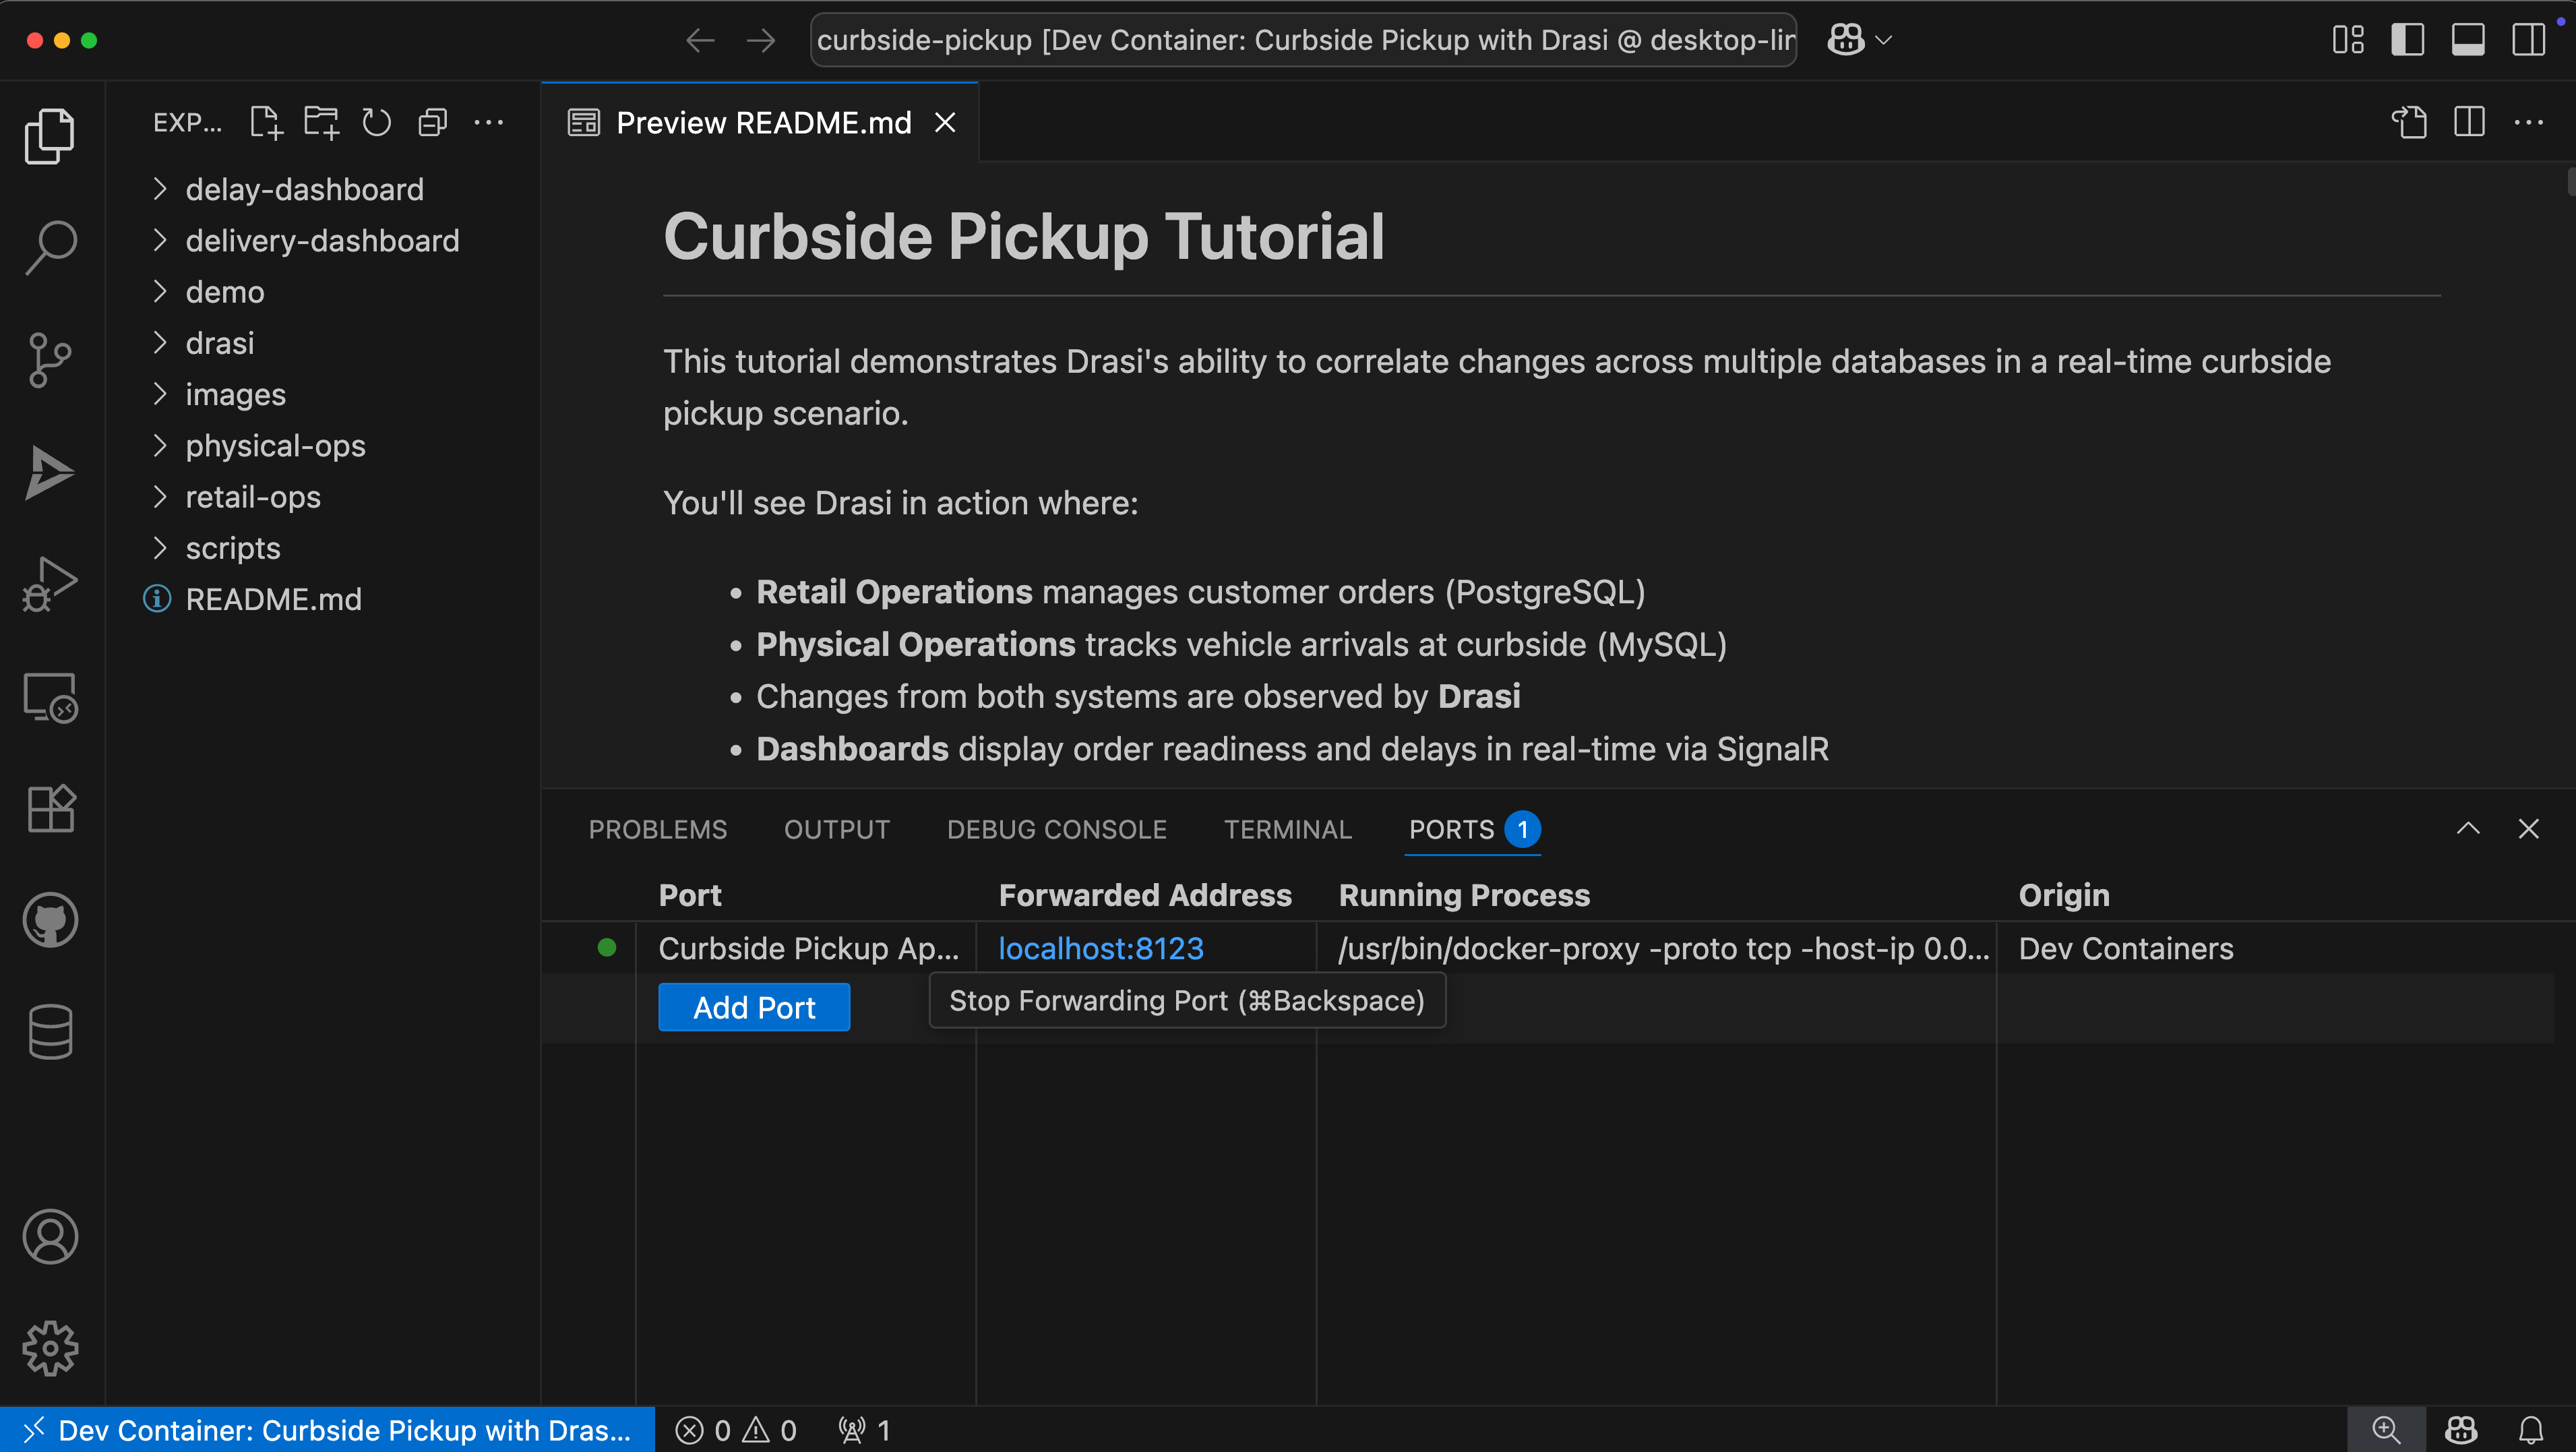 curbside-pickup [Dev Container: Curbside Pickup with Drasi @ desktop-lin
EXP...
Preview README.md
delay-dashboard
delivery-dashboard
demo
drasi
images
physical-ops
retail-ops
scripts
README.md
Curbside Pickup Tutorial
This tutorial demonstrates Drasi's ability to correlate changes across multiple databases in a real-time curbside
pickup scenario.
You'll see Drasi in action where:
• Retail Operations manages customer orders (PostgreSQL)
• Physical Operations tracks vehicle arrivals at curbside (MySQL)
• Changes from both systems are observed by Drasi
• Dashboards display order readiness and delays in real-time via SignalR
PROBLEMS OUTPUT DEBUG CONSOLE TERMINAL PORTS 1
Port Forwarded Address Running Process Origin
Curbside Pickup Ap... localhost:8123 /usr/bin/docker-proxy -proto tcp -host-ip 0.0... Dev Containers
Add Port
Stop Forwarding Port (⌘Backspace)
Dev Container: Curbside Pickup with Dras... 0 0 1